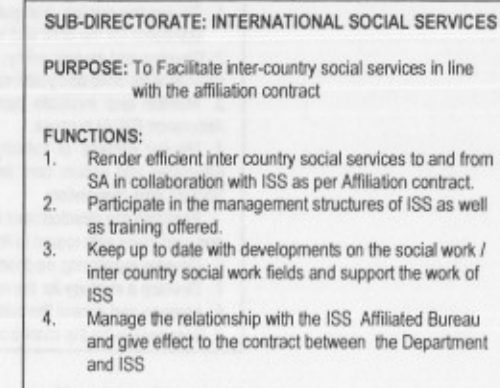 SUB-DIRECTORATE: INTERNATIONAL SOCIAL SERVICES
PURPOSE: To Facilitate inter-country social services in line
with the affiliation contract
FUNCTIONS:
1. Render efficient inter country social services to and from
SA in collaboration with ISS as per Affiliation contract.
2. Participate in the management structures of ISS as well
as training offered.
3. Keep up to date with developments on the social work /
inter country social work fields and support the work of
ISS
4. Manage the relationship with the ISS Affiliated Bureau
and give effect to the contract between the Department
and ISS